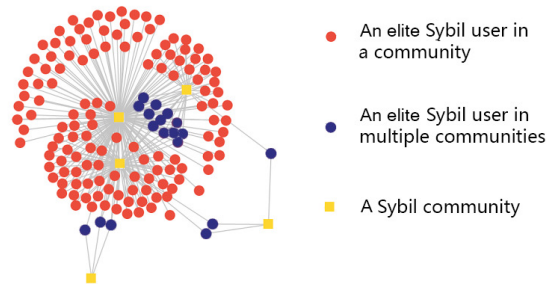 An elite Sybil user in
a community
An elite Sybil user in
multiple communities
A Sybil community